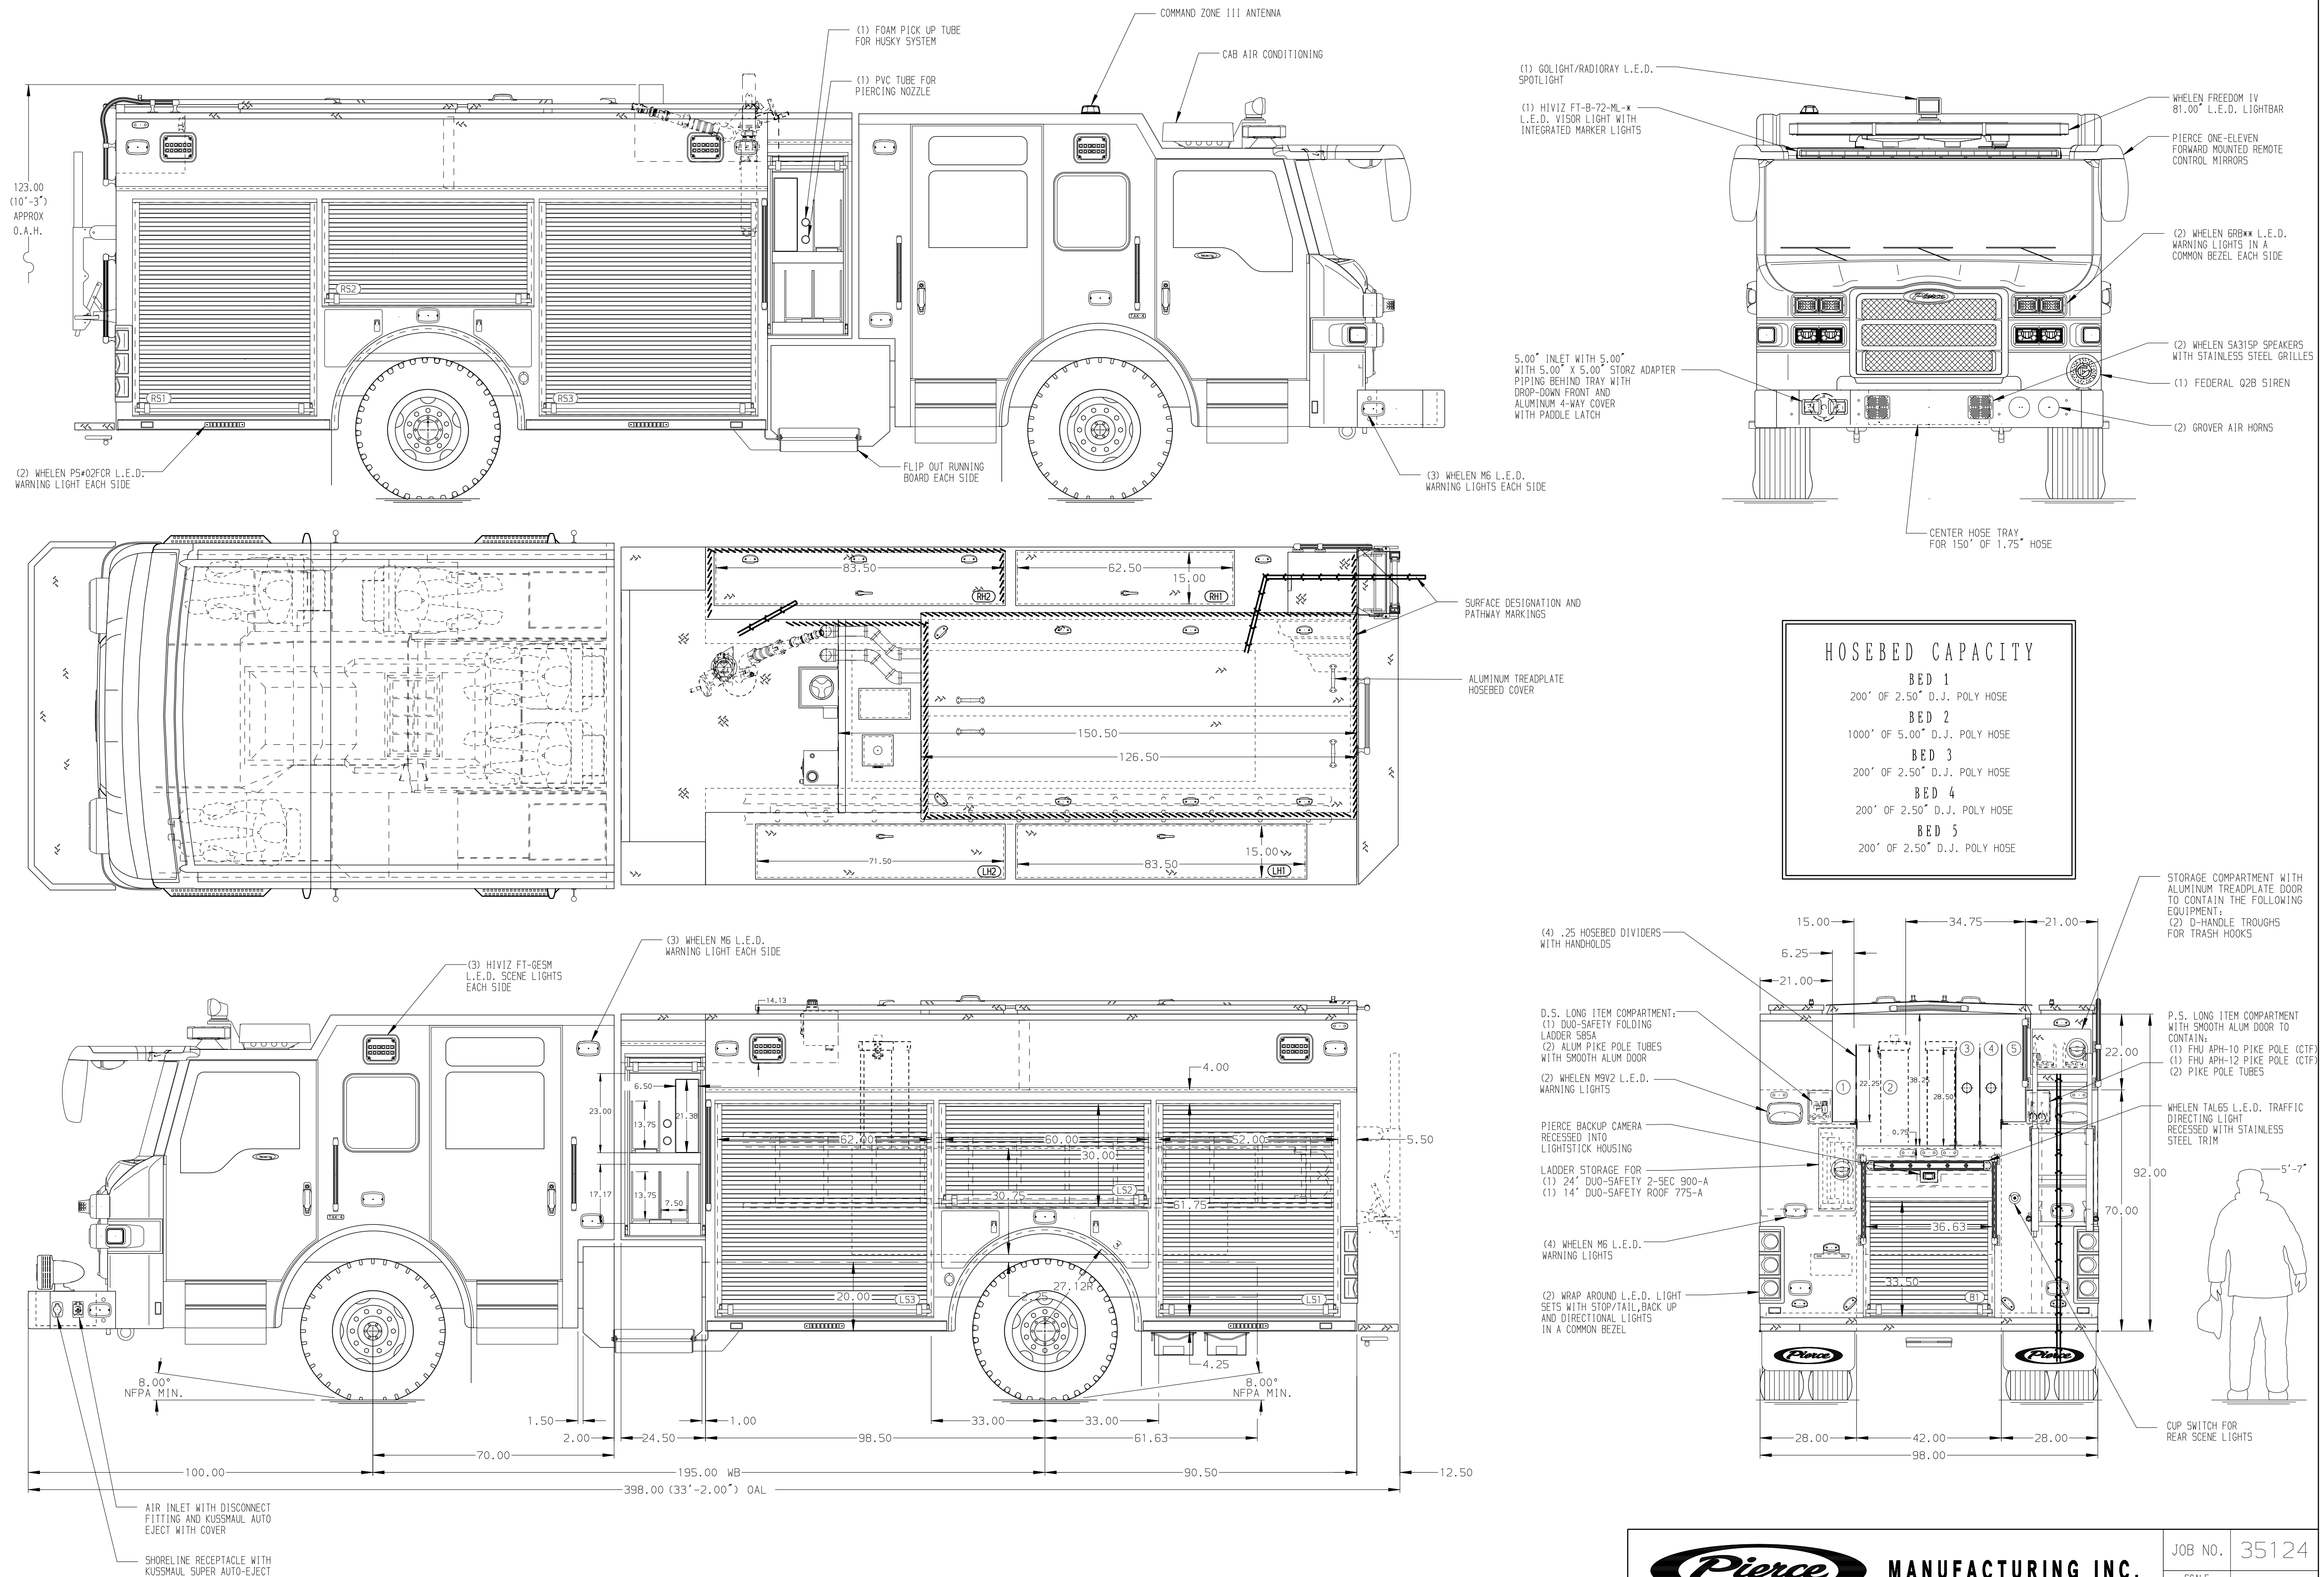 COMMAND ZONE III ANTENNA
(1) FOAM PICK UP TUBE
FOR HUSKY SYSTEM
CAB AIR CONDITIONING
(1) PVC TUBE FOR
PIERCING NOZZLE
123.00
(10'-3")
APPROX
O.A.H.
RS1
RS2
RS3
TAK-4
(2) WHELEN PS#02FCR L.E.D.
WARNING LIGHT EACH SIDE
FLIP OUT RUNNING
BOARD EACH SIDE
(3) WHELEN M6 L.E.D.
WARNING LIGHTS EACH SIDE
(1) GOLIGHT/RADIORAY L.E.D.
SPOTLIGHT
(1) HIVIZ FT-B-72-ML-*
L.E.D. VISOR LIGHT WITH
INTEGRATED MARKER LIGHTS
WHELEN FREEDOM IV
81.00" L.E.D. LIGHTBAR
PIERCE ONE-ELEVEN
FORWARD MOUNTED REMOTE
CONTROL MIRRORS
(2) WHELEN 6RB** L.E.D.
WARNING LIGHTS IN A
COMMON BEZEL EACH SIDE
Pierce
5.00" INLET WITH 5.00"
WITH 5.00" X 5.00" STORZ ADAPTER
PIPING BEHIND TRAY WITH
DROP-DOWN FRONT AND
ALUMINUM 4-WAY COVER
WITH PADDLE LATCH
(2) WHELEN SA315P SPEAKERS
WITH STAINLESS STEEL GRILLES
(1) FEDERAL Q2B SIREN
(2) GROVER AIR HORNS
CENTER HOSE TRAY
FOR 150' OF 1.75" HOSE
83.50
62.50
15.00
RH2
RH1
SURFACE DESIGNATION AND
PATHWAY MARKINGS
ALUMINUM TREADPLATE
HOSEBED COVER
150.50
126.50
71.50
83.50
15.00
LH2
LH1
HOSEBED CAPACITY
BED 1
200' OF 2.50" D.J. POLY HOSE
BED 2
1000' OF 5.00" D.J. POLY HOSE
BED 3
200' OF 2.50" D.J. POLY HOSE
BED 4
200' OF 2.50" D.J. POLY HOSE
BED 5
200' OF 2.50" D.J. POLY HOSE
(3) WHELEN M6 L.E.D.
WARNING LIGHT EACH SIDE
(3) HIVIZ FT-GESM
L.E.D. SCENE LIGHTS
EACH SIDE
14.13
4.00
6.50
23.00
21.38
13.75
62.00
60.00
52.00
5.50
30.00
LS2
17.17
13.75
7.50
30.75
61.75
TAK-4
27.12R
20.00
2.25
LS3
LS1
4.25
8.00°
NFPA MIN.
8.00°
NFPA MIN.
1.50
1.00
33.00
33.00
2.00
24.50
98.50
61.63
70.00
100.00
195.00 WB
90.50
12.50
398.00 (33'-2.00") OAL
AIR INLET WITH DISCONNECT
FITTING AND KUSSMAUL AUTO
EJECT WITH COVER
SHORELINE RECEPTACLE WITH
KUSSMAUL SUPER AUTO-EJECT
STORAGE COMPARTMENT WITH
ALUMINUM TREADPLATE DOOR
TO CONTAIN THE FOLLOWING
EQUIPMENT:
(2) D-HANDLE TROUGHS
FOR TRASH HOOKS
15.00
34.75
21.00
6.25
21.00
(4) .25 HOSEBED DIVIDERS
WITH HANDHOLDS
D.S. LONG ITEM COMPARTMENT:
(1) DUO-SAFETY FOLDING
LADDER 585A
(2) ALUM PIKE POLE TUBES
WITH SMOOTH ALUM DOOR
(2) WHELEN M9V2 L.E.D.
WARNING LIGHTS
PIERCE BACKUP CAMERA
RECESSED INTO
LIGHTSTICK HOUSING
LADDER STORAGE FOR
(1) 24' DUO-SAFETY 2-SEC 900-A
(1) 14' DUO-SAFETY ROOF 775-A
(4) WHELEN M6 L.E.D.
WARNING LIGHTS
(2) WRAP AROUND L.E.D. LIGHT
SETS WITH STOP/TAIL,BACK UP
AND DIRECTIONAL LIGHTS
IN A COMMON BEZEL
1
2
3
4
5
22.25
38.25
28.50
0.75
36.63
33.50
B1
22.00
92.00
70.00
P.S. LONG ITEM COMPARTMENT
WITH SMOOTH ALUM DOOR TO
CONTAIN:
(1) FHU APH-10 PIKE POLE (CTF)
(1) FHU APH-12 PIKE POLE (CTF)
(2) PIKE POLE TUBES
WHELEN TAL65 L.E.D. TRAFFIC
DIRECTING LIGHT
RECESSED WITH STAINLESS
STEEL TRIM
5'-7"
Pierce
Pierce
CUP SWITCH FOR
REAR SCENE LIGHTS
28.00
42.00
28.00
98.00
Pierce
MANUFACTURING INC.
JOB NO.
35124